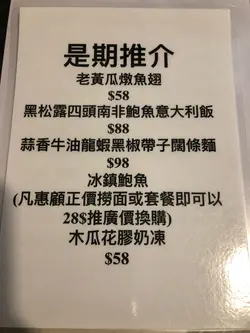 是期推介
老黃瓜燉魚翅
$58
黑松露四頭南非鮑魚意大利飯
$88
蒜香牛油龍蝦黑椒帶子闊條麵
$98
冰鎮鮑魚
(凡惠顧正價撈面或套餐即可以
28$推廣價換購)
木瓜花膠奶凍
$58